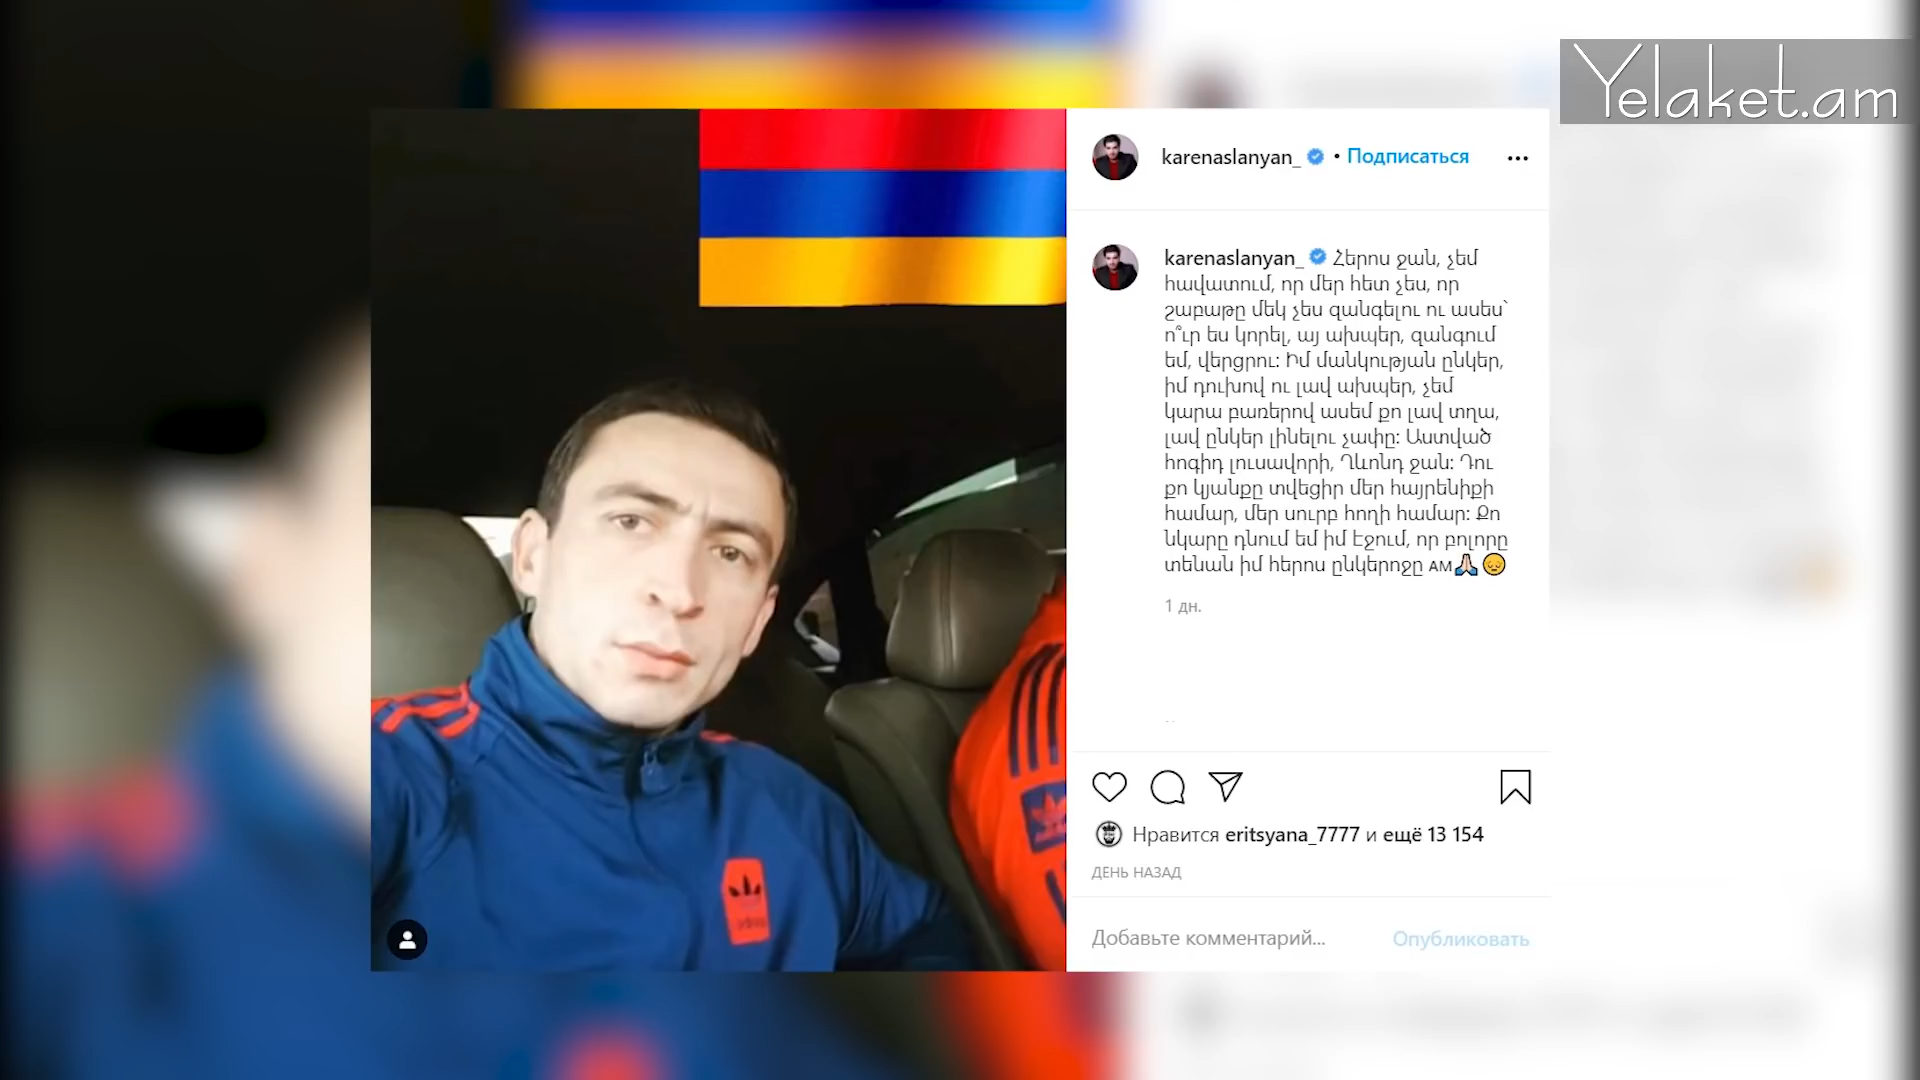 Yelaket.am
karenaslanyan_ • Подписаться
karenaslanyan_ Հերոս ջան, չեմ
հավատում, որ մեր հետ չես, որ
շաբաթը մեկ չես զանգելու ու ասես՝
ո՞ւր ես կորել, այ ախպեր, զանգում
եմ, վերցրու: Իմ մանկության ընկեր,
իմ դուխով ու լավ ախպեր, չեմ
կարա բառերով ասեմ քո լավ տղա,
լավ ընկեր լինելու չափը: Աստված
հոգիդ լուսավորի, Ղևոնդ ջան: Դու
քո կյանքը տվեցիր մեր հայրենիքի
համար, մեր սուրբ հողի համար: Քո
նկարը դնում եմ իմ էջում, որ բոլորը
տենան իմ հերոս ընկերոջը ᴀᴍ🙏🏻😔
1 дн.
Нравится eritsyana_7777 и ещё 13 154
ДЕНЬ НАЗАД
Добавьте комментарий... Опубликовать